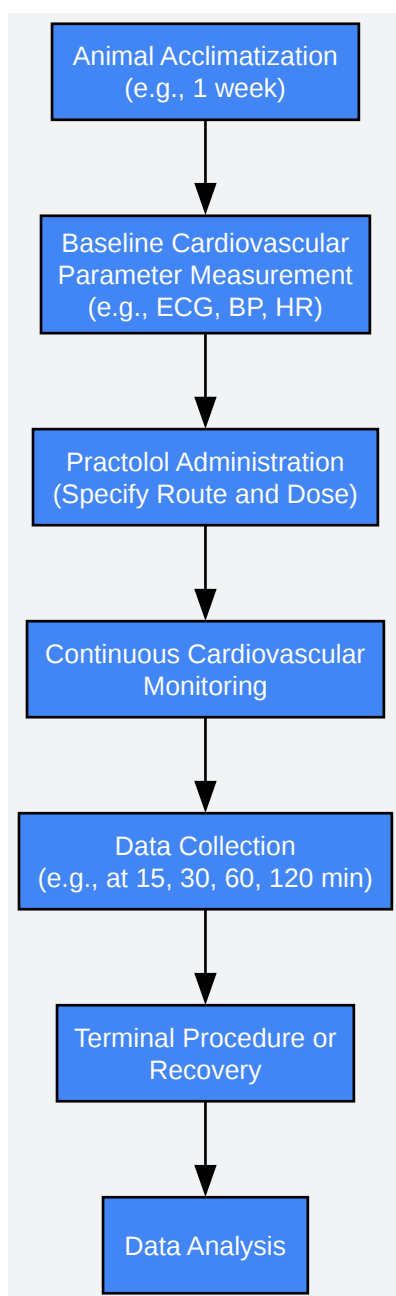 Animal Acclimatization
(e.g., 1 week)
Baseline Cardiovascular
Parameter Measurement
(e.g., ECG, BP, HR)
Practolol Administration
(Specify Route and Dose)
Continuous Cardiovascular
Monitoring
Data Collection
(e.g., at 15, 30, 60, 120 min)
Terminal Procedure or
Recovery
Data Analysis